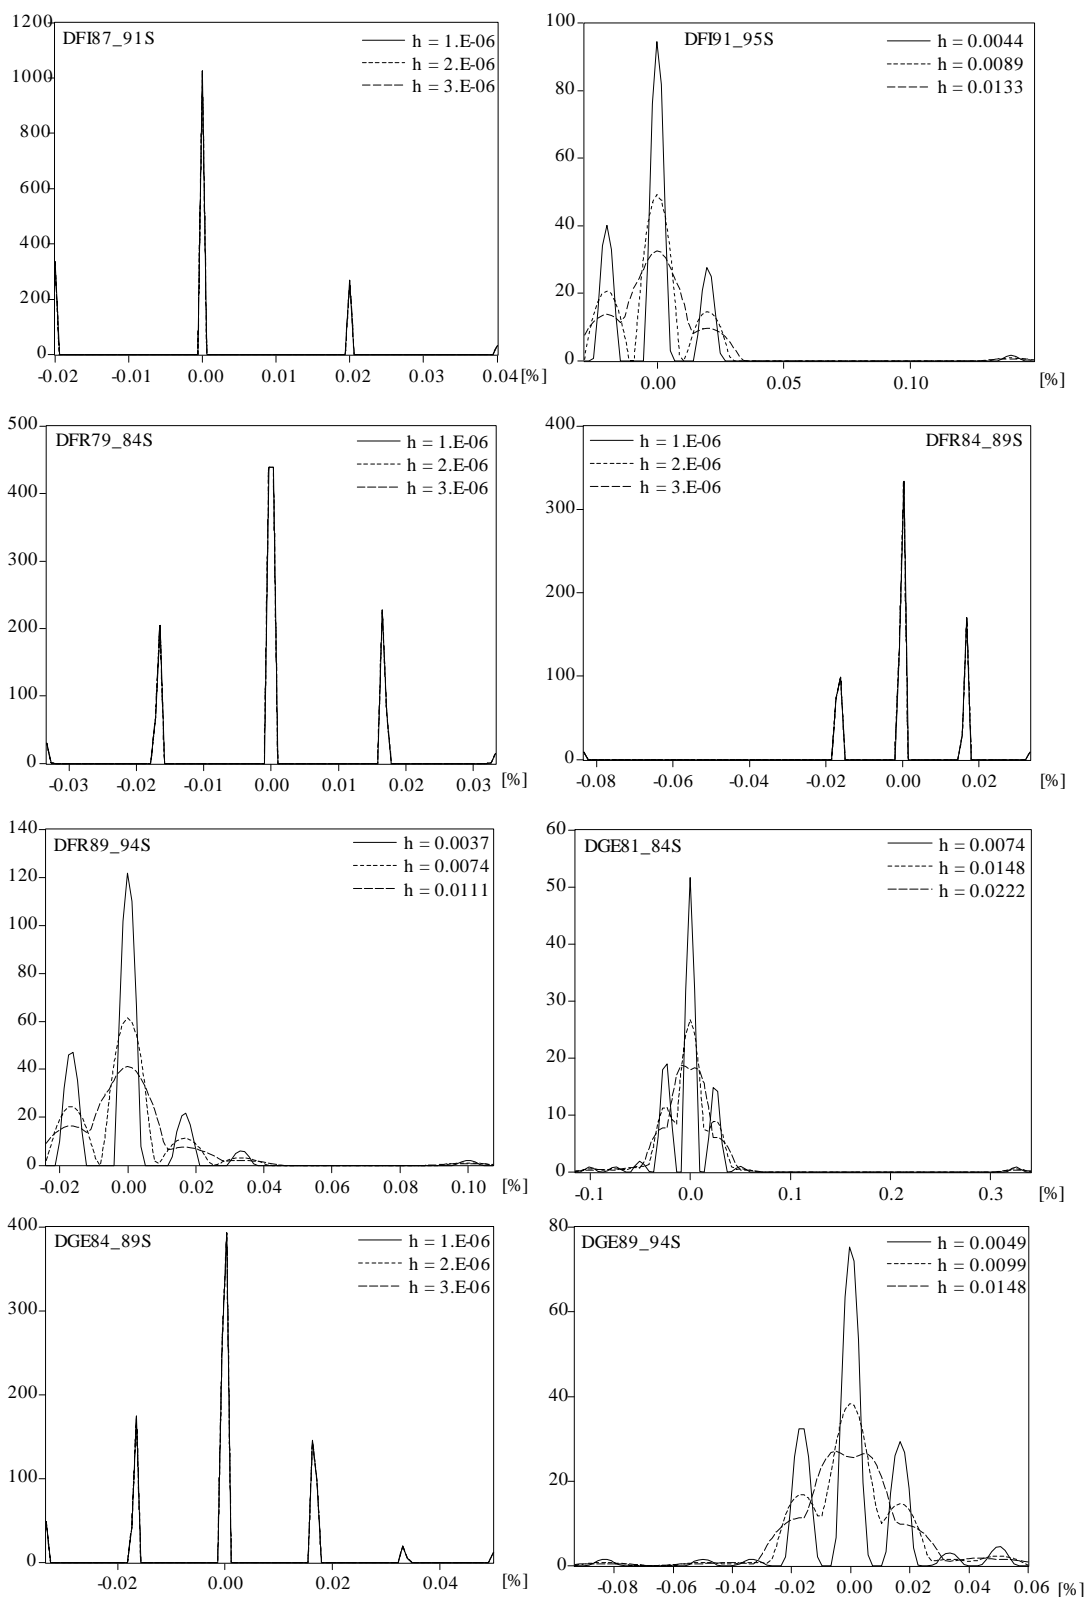 DFI87_91S
h = 1.E-06
h = 2.E-06
h = 3.E-06
1200
1000
800
600
400
200
0
-0.02 -0.01 0.00 0.01 0.02 0.03 0.04 [%]
DFI91_95S
h = 0.0044
h = 0.0089
h = 0.0133
100
80
60
40
20
0
0.00 0.05 0.10 [%]
DFR79_84S
h = 1.E-06
h = 2.E-06
h = 3.E-06
500
400
300
200
100
0
-0.03 -0.02 -0.01 0.00 0.01 0.02 0.03 [%]
h = 1.E-06
h = 2.E-06
h = 3.E-06
DFR84_89S
400
300
200
100
0
-0.08 -0.06 -0.04 -0.02 0.00 0.02 [%]
DFR89_94S
h = 0.0037
h = 0.0074
h = 0.0111
140
120
100
80
60
40
20
0
-0.02 0.00 0.02 0.04 0.06 0.08 0.10 [%]
DGE81_84S
h = 0.0074
h = 0.0148
h = 0.0222
60
50
40
30
20
10
0
-0.1 0.0 0.1 0.2 0.3 [%]
DGE84_89S
h = 1.E-06
h = 2.E-06
h = 3.E-06
400
300
200
100
0
-0.02 0.00 0.02 0.04 [%]
DGE89_94S
h = 0.0049
h = 0.0099
h = 0.0148
80
60
40
20
0
-0.08 -0.06 -0.04 -0.02 0.00 0.02 0.04 0.06 [%]